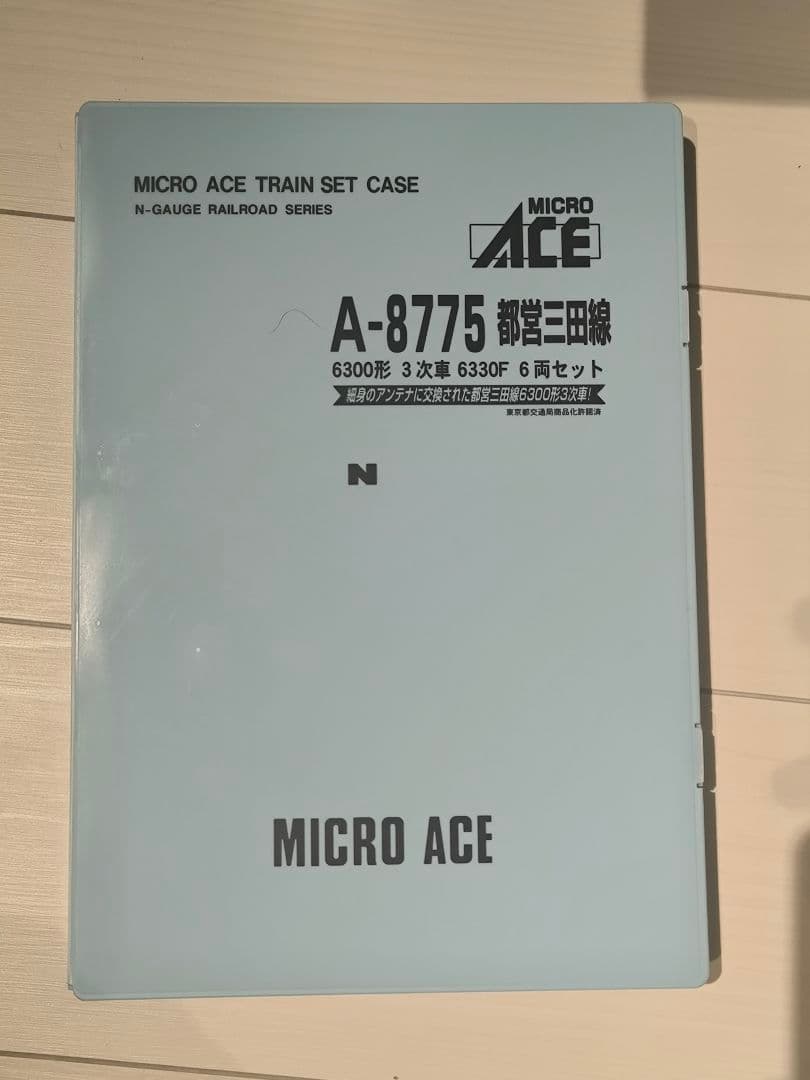 MICRO ACE TRAIN SET CASE
N-GAUGE RAILROAD SERIES
MICRO
ACE
A-8775 都営三田線
6300形 3次車 6330F 6両セット
細身のアンテナに交換された都営三田線6300形3次車!
東京都交通局商品化許諾済
N
MICRO ACE